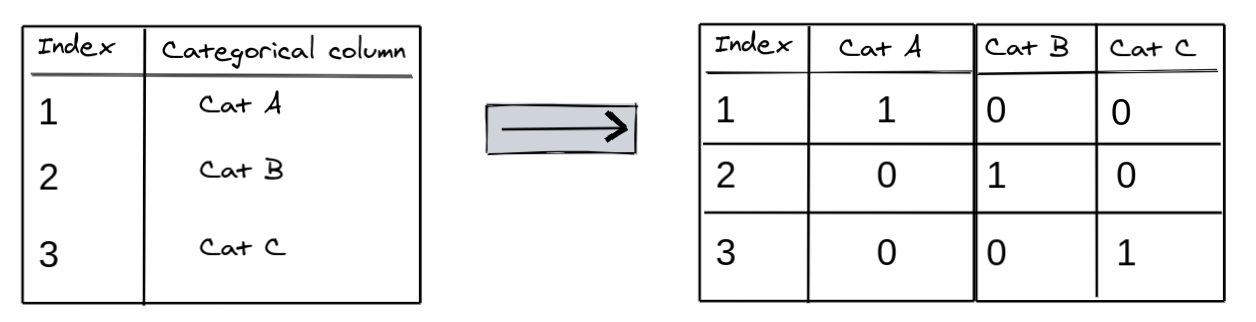 Index Categorical column
1 Cat A
2 Cat B
3 Cat C
Index Cat A Cat B Cat C
1 1 0 0
2 0 1 0
3 0 0 1